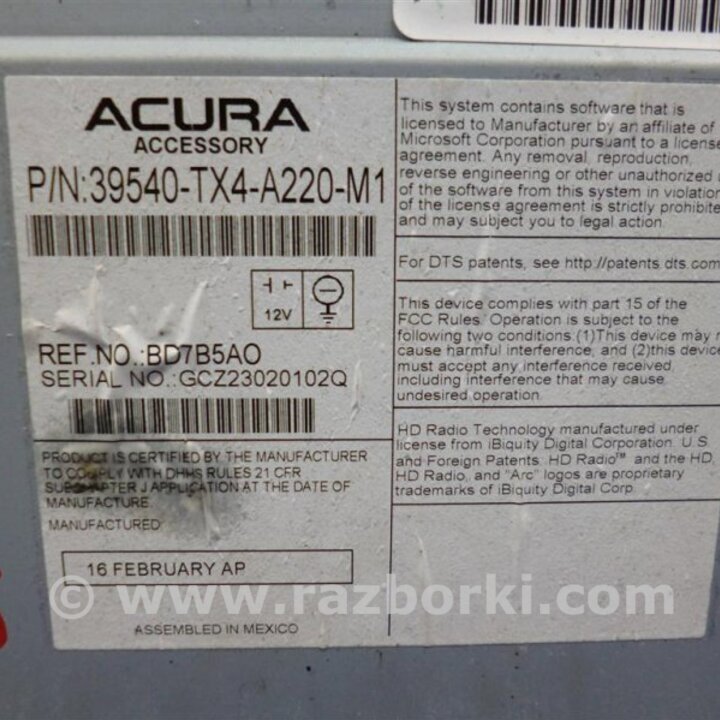 ACURA
ACCESSORY
P/N:39540-TX4-A220-M1
12V
REF.NO.:BD7B5AO
SERIAL NO.:GCZ23020102Q
PRODUCT IS CERTIFIED BY THE MANUFACTURER
TO COMPLY WITH DHHS RULES 21 CFR
SUBCHAPTER J APPLICATION AT THE DATE OF
MANUFACTURE.
MANUFACTURED:
16 FEBRUARY AP
ASSEMBLED IN MEXICO
This system contains software that is
licensed to Manufacturer by an affiliate of
Microsoft Corporation pursuant to a license
agreement. Any removal, reproduction,
reverse engineering or other unauthorized
of the software from this system in violation
of the license agreement is strictly prohibite
and may subject you to legal action.
For DTS patents, see http://patents.dts.com
This device complies with part 15 of the
FCC Rules. Operation is subject to the
following two conditions:(1)This device may
cause harmful interference, and (2)this device
must accept any interference received,
including interference that may cause
undesired operation.
HD Radio Technology manufactured under
license from iBiquity Digital Corporation. U.S.
and Foreign Patents. HD Radio™ and the HD,
HD Radio, and "Arc" logos are proprietary
trademarks of iBiquity Digital Corp.
© www.razborki.com